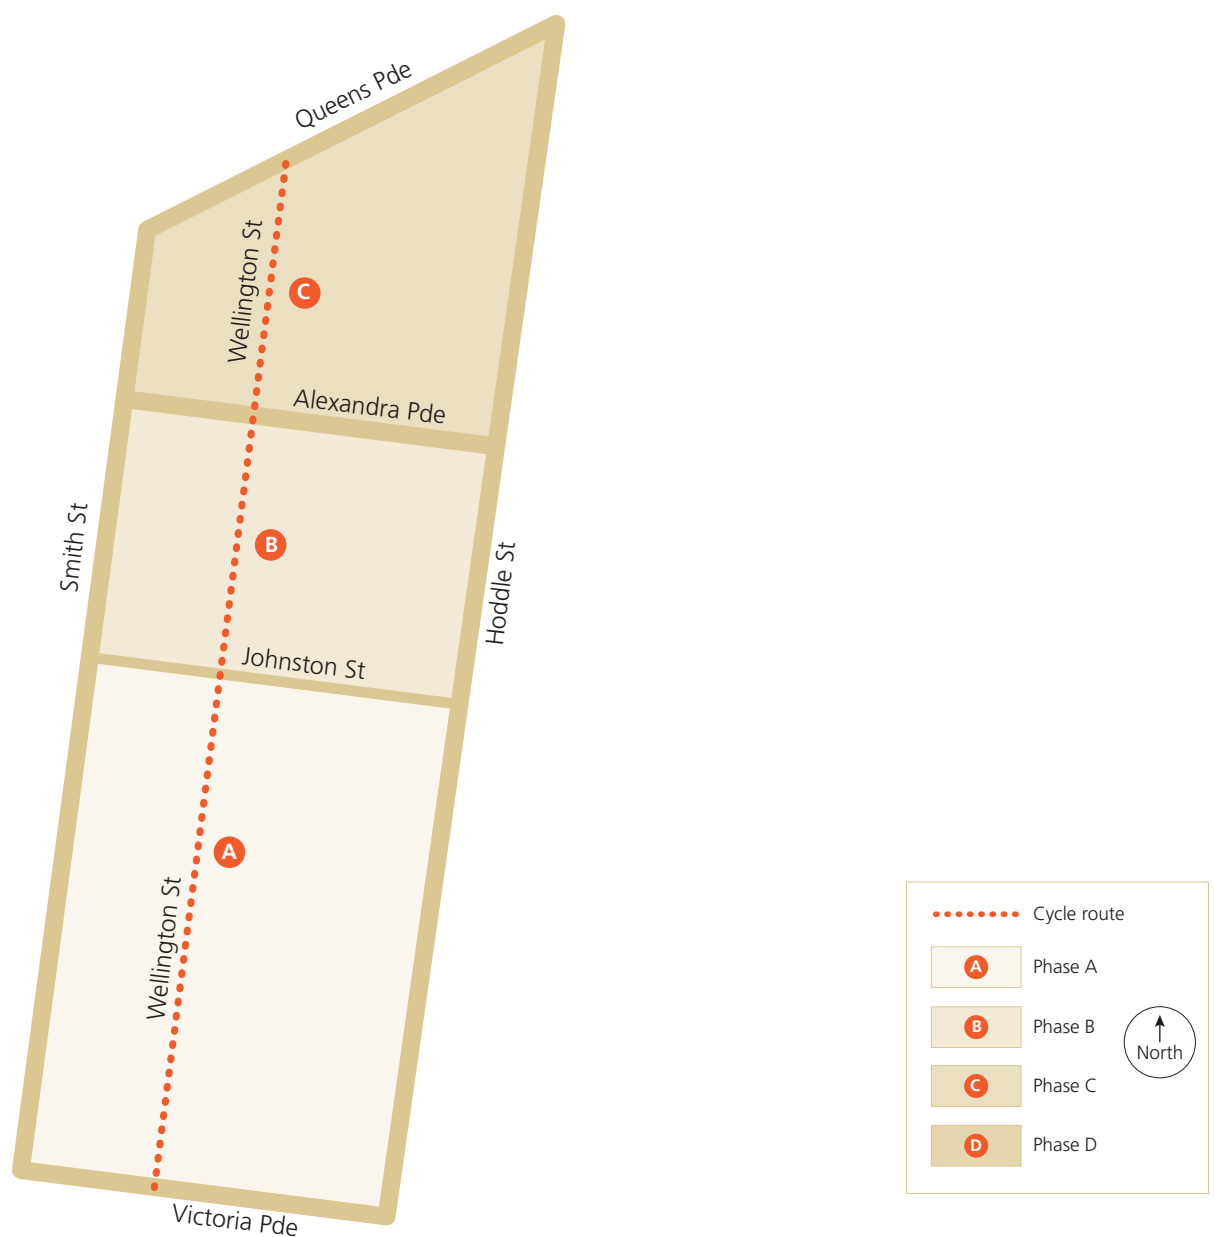 Queens Pde
Wellington St
C
Alexandra Pde
Smith St
B
Hoddle St
Johnston St
A
Wellington St
Victoria Pde
Cycle route
A Phase A
B Phase B
North
C Phase C
D Phase D